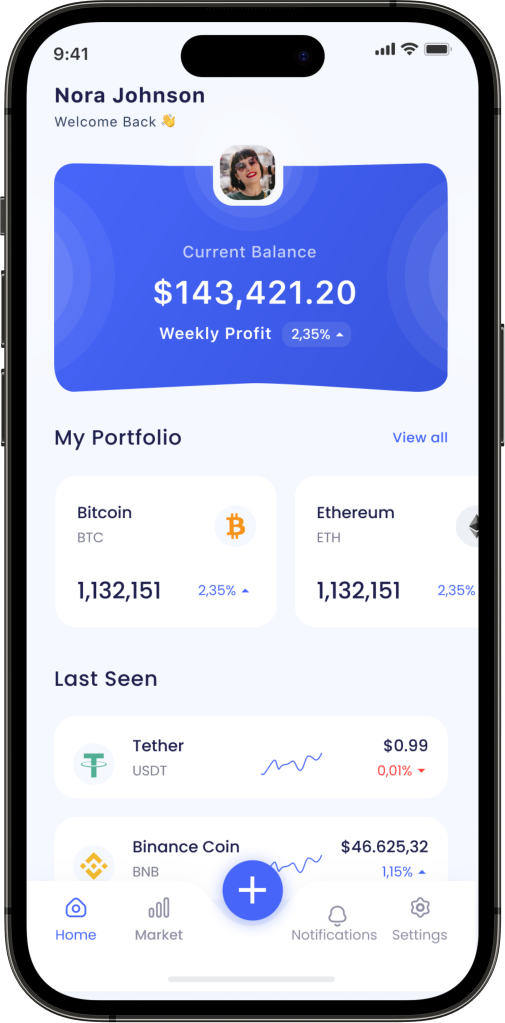 9:41
Nora Johnson
Welcome Back 👋
Current Balance
$143,421.20
Weekly Profit 2,35%
My Portfolio View all
Bitcoin
BTC
1,132,151 2,35%
Ethereum
ETH
1,132,151 2,35%
Last Seen
Tether $0.99
USDT 0,01%
Binance Coin $46.625,32
BNB 1,15%
Home Market Notifications Settings